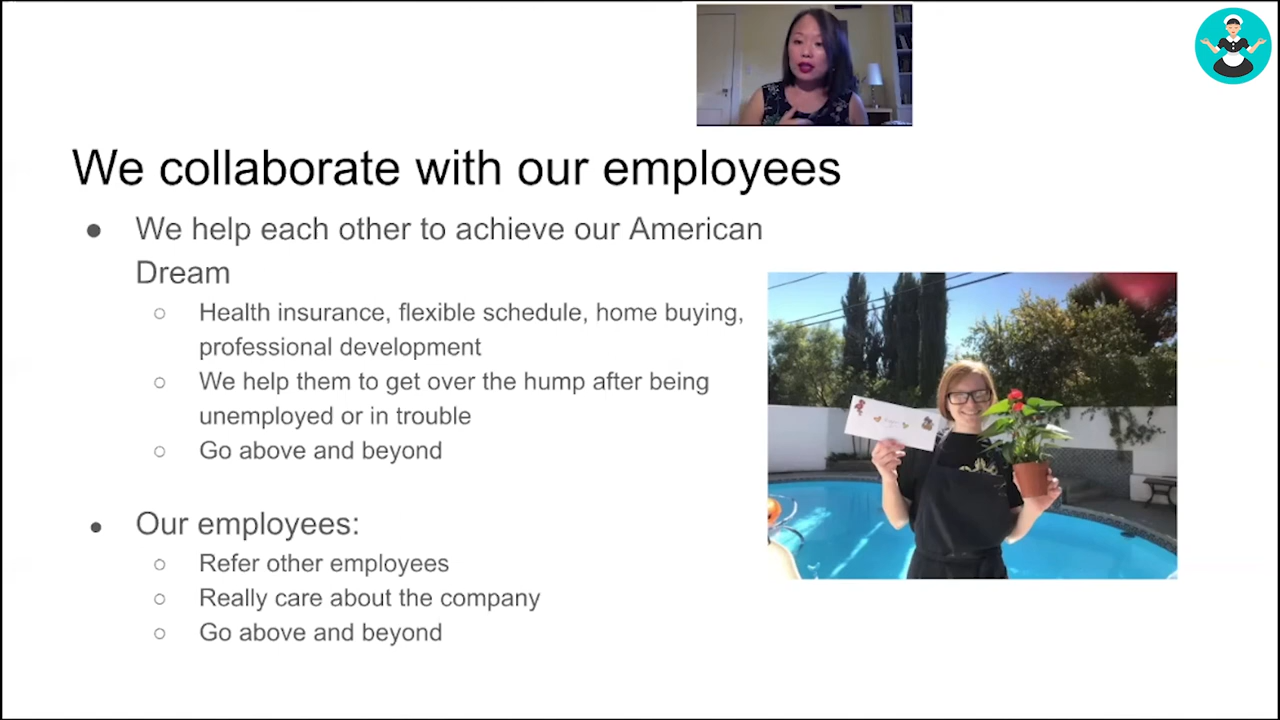 We collaborate with our employees
● We help each other to achieve our American
Dream
○ Health insurance, flexible schedule, home buying,
professional development
○ We help them to get over the hump after being
unemployed or in trouble
○ Go above and beyond
● Our employees:
○ Refer other employees
○ Really care about the company
○ Go above and beyond